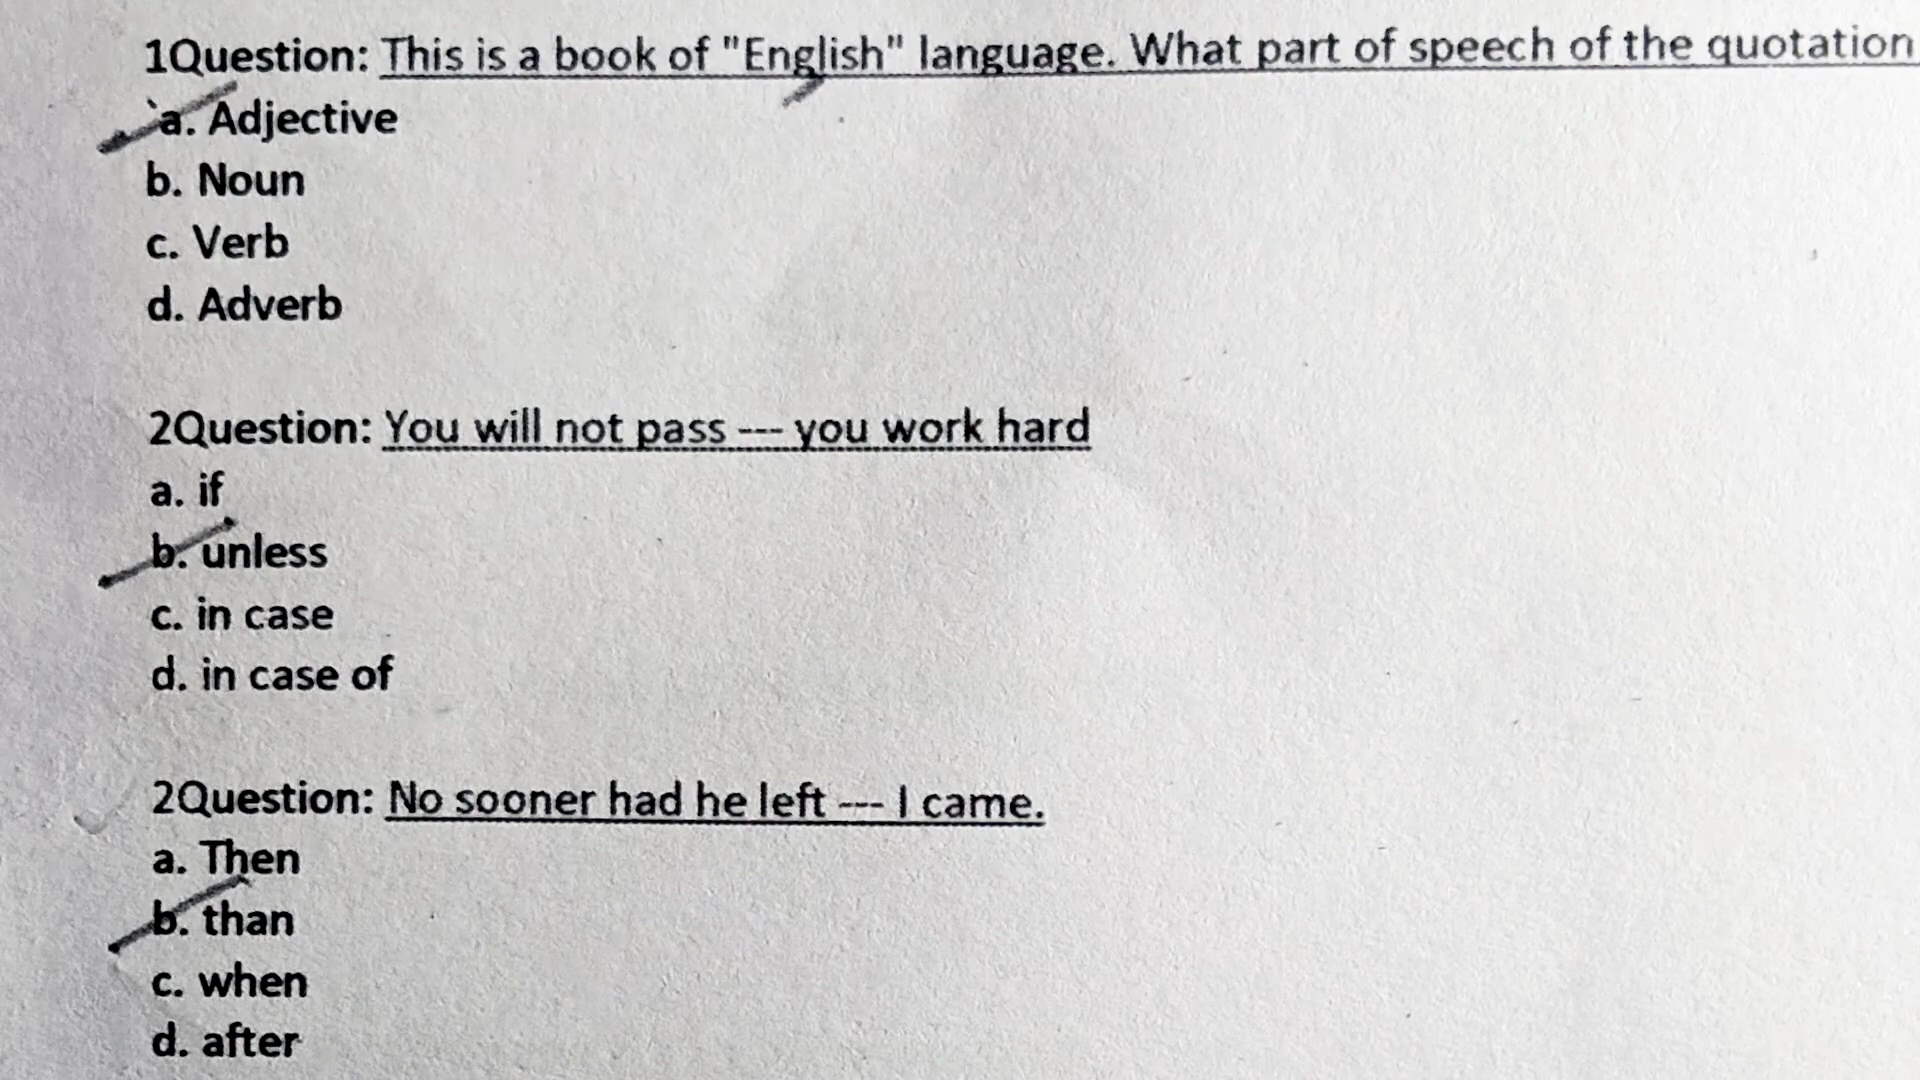 1Question: This is a book of "English" language. What part of speech of the quotation
a. Adjective
b. Noun
c. Verb
d. Adverb
2Question: You will not pass --- you work hard
a. if
b. unless
c. in case
d. in case of
2Question: No sooner had he left --- I came.
a. Then
b. than
c. when
d. after